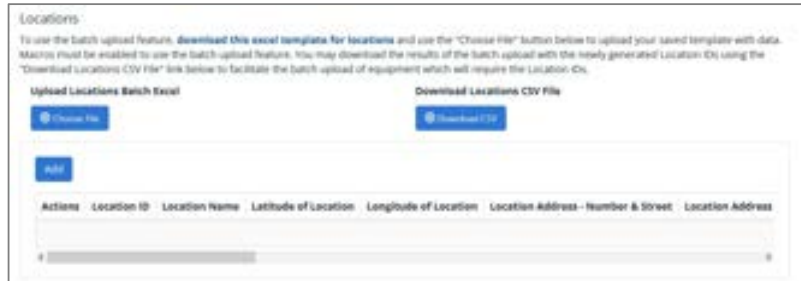 Locations
To use the batch upload feature, download this excel template for locations and use the "Choose File" button below to upload your saved template with data.
Macros must be enabled to use the batch upload feature. You may download the results of the batch upload with the newly generated Location IDs using the
"Download Locations CSV File" link below to facilitate the batch upload of equipment which will require the Location IDs.
Upload Locations Batch Excel Download Locations CSV File
Choose File Download CSV
Add
Actions Location ID Location Name Latitude of Location Longitude of Location Location Address - Number & Street Location Address